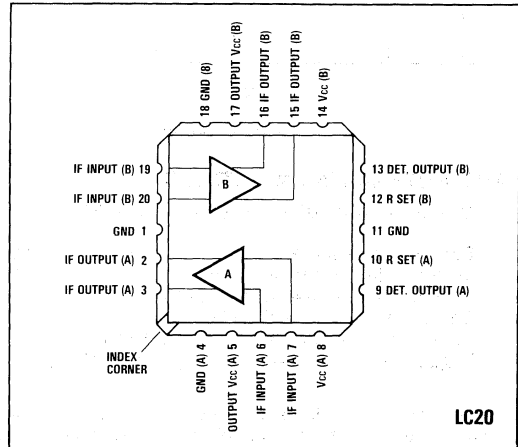 18 GND (8)
17 OUTPUT Vcc (B)
16 IF OUTPUT (B)
15 IF OUTPUT (B)
14 Vcc (B)
IF INPUT (B) 19
IF INPUT (B) 20
GND 1
IF OUTPUT (A) 2
IF OUTPUT (A) 3
B
A
13 DET. OUTPUT (B)
12 R SET (B)
11 GND
10 R SET (A)
9 DET. OUTPUT (A)
INDEX
CORNER
GND (A) 4
OUTPUT Vcc (A) 5
IF INPUT (A) 6
IF INPUT (A) 7
Vcc (A) 8
LC20